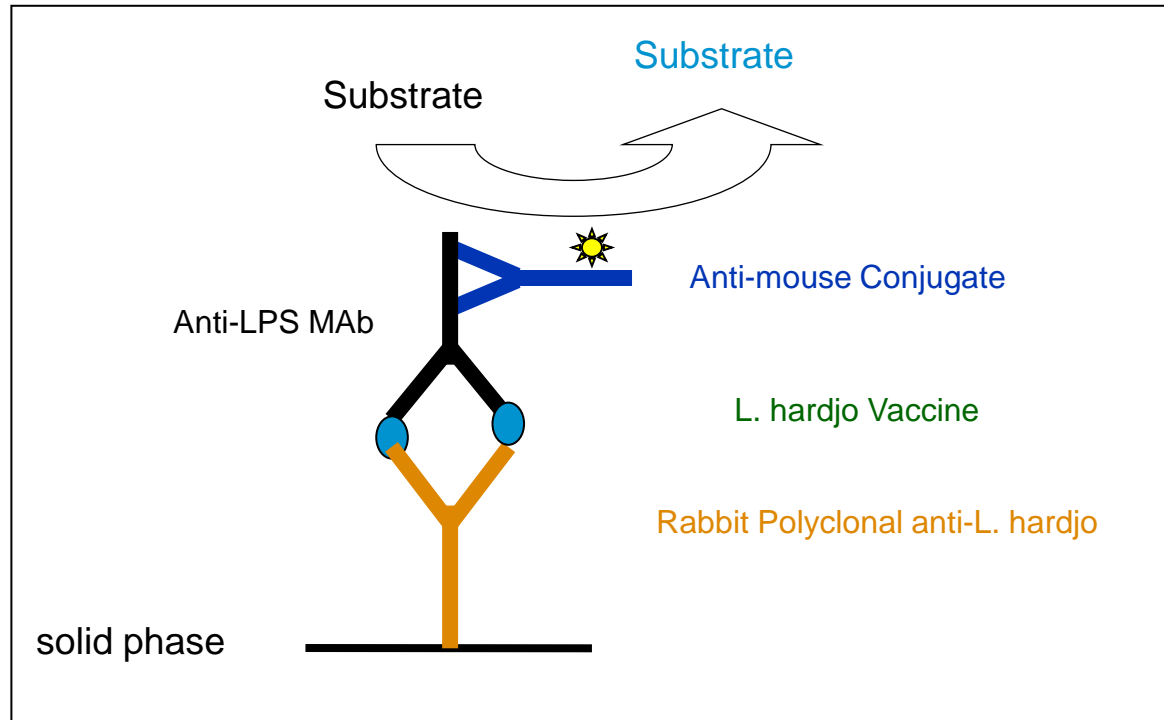 Substrate
Substrate
Anti-mouse Conjugate
Anti-LPS MAb
L. hardjo Vaccine
Rabbit Polyclonal anti-L. hardjo
solid phase